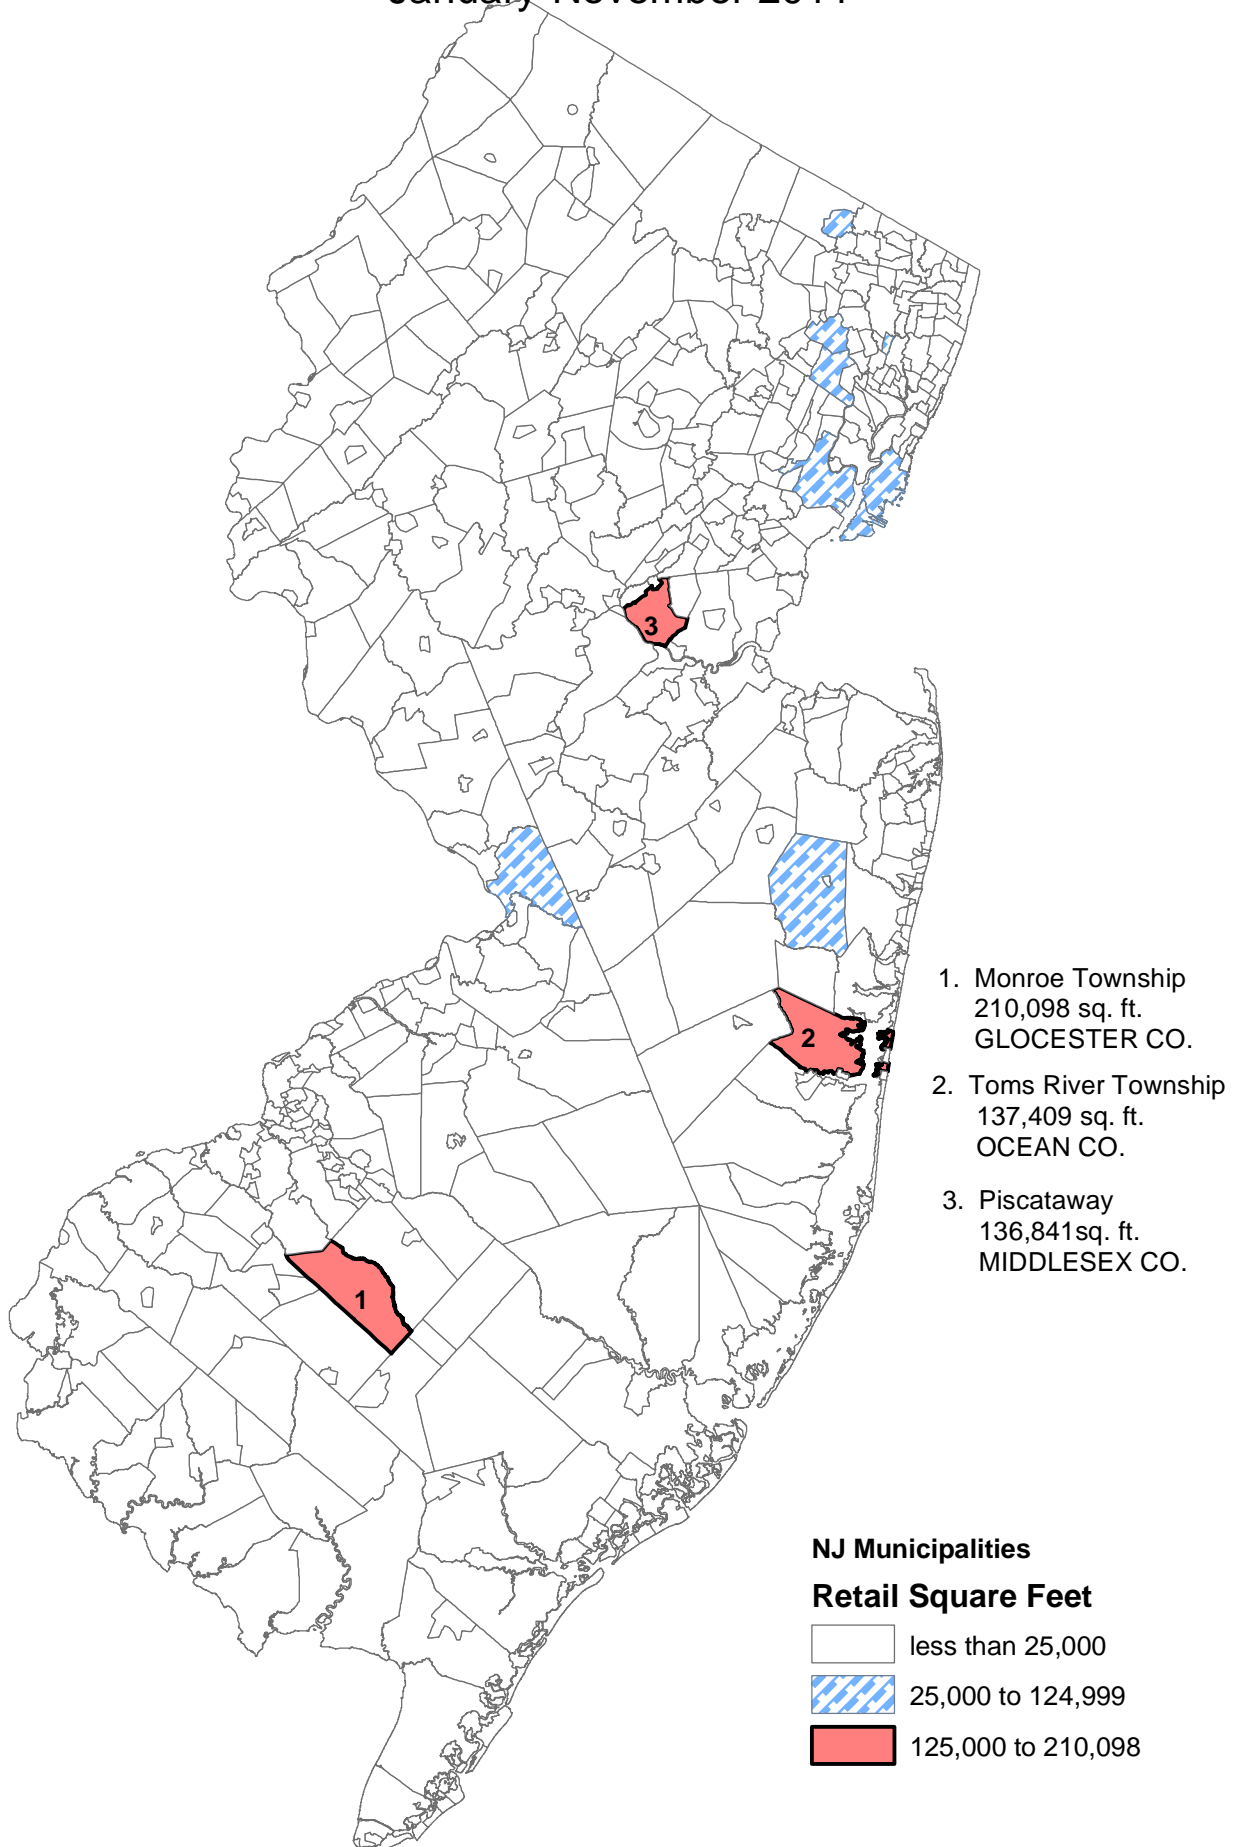 1. Monroe Township
210,098 sq. ft.
GLOCESTER CO.
2. Toms River Township
137,409 sq. ft.
OCEAN CO.
3. Piscataway
136,841sq. ft.
MIDDLESEX CO.
3
2
1
NJ Municipalities
Retail Square Feet
less than 25,000
25,000 to 124,999
125,000 to 210,098